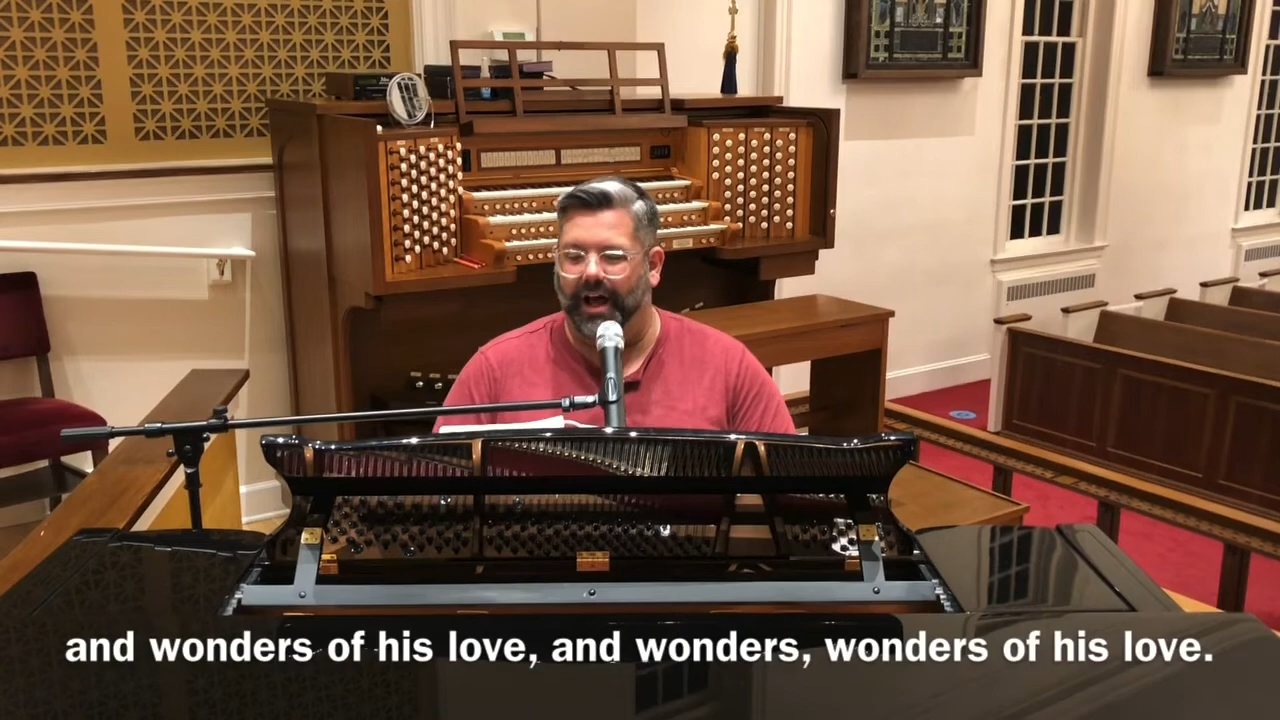 and wonders of his love, and wonders, wonders of his love.